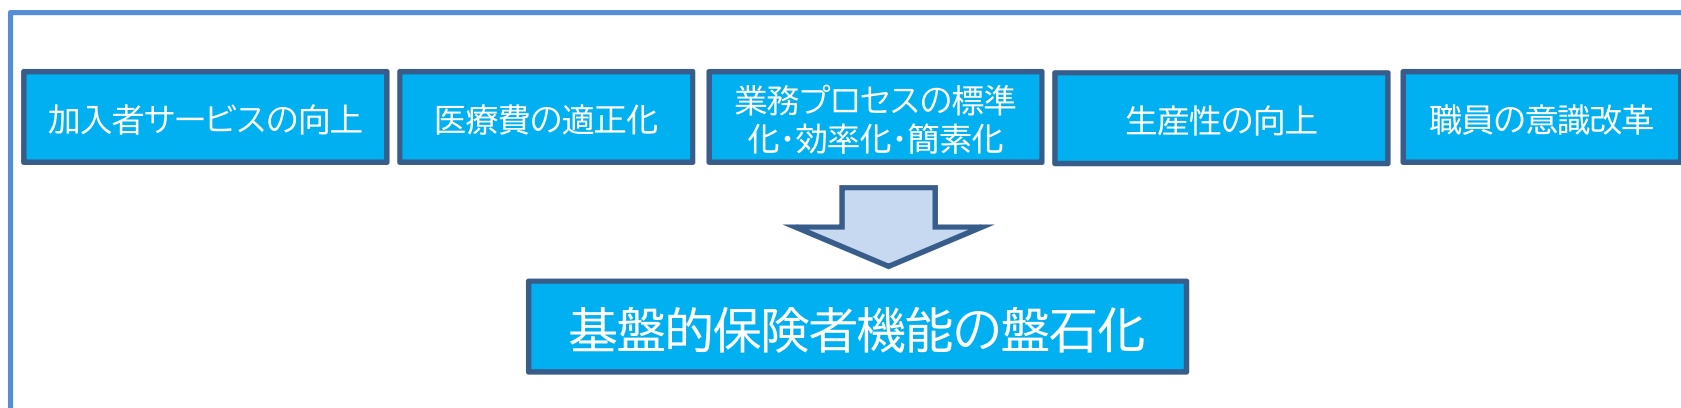 加入者サービスの向上
医療費の適正化
業務プロセスの標準
化・効率化・簡素化
生産性の向上
職員の意識改革
基盤的保険者機能の盤石化